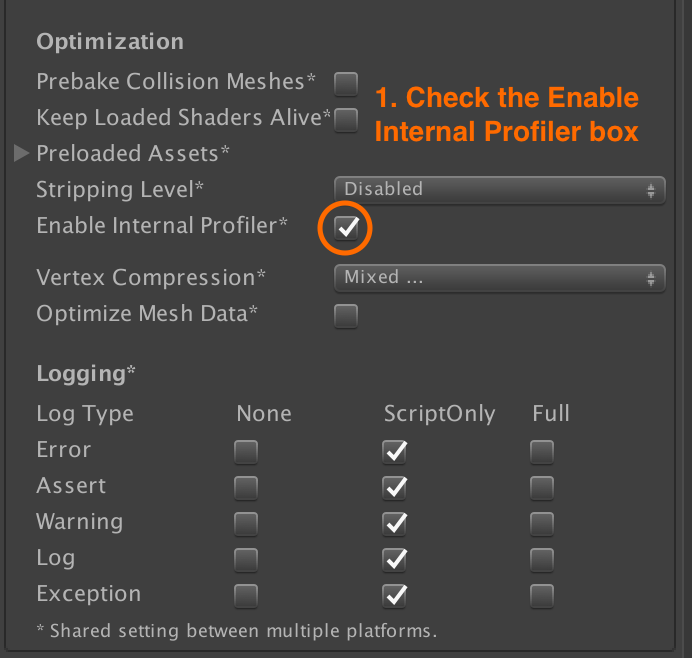 Optimization
Prebake Collision Meshes*
1. Check the Enable
Keep Loaded Shaders Alive*
Internal Profiler box
Preloaded Assets*
Stripping Level* Disabled
Enable Internal Profiler*
Vertex Compression* Mixed ...
Optimize Mesh Data*
Logging*
Log Type None ScriptOnly Full
Error
Assert
Warning
Log
Exception
* Shared setting between multiple platforms.